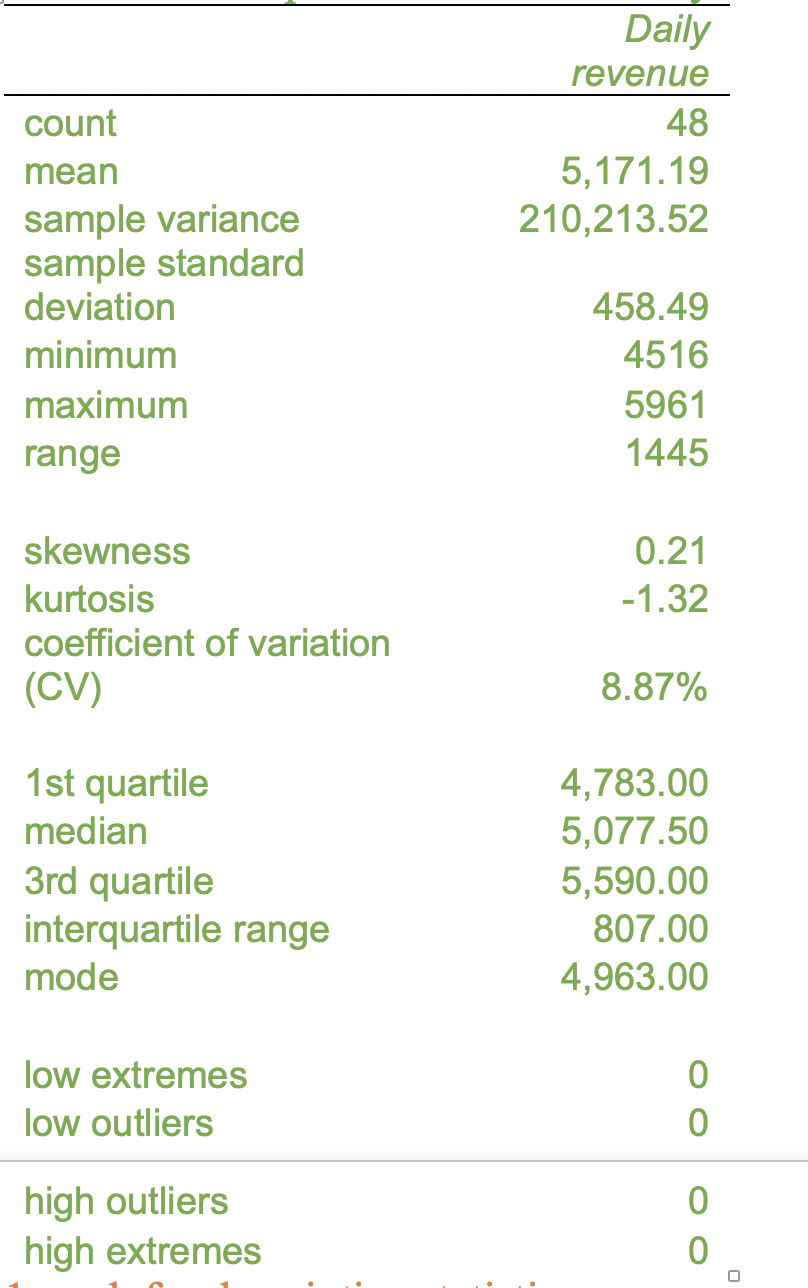 Daily
revenue
count 48
mean 5,171.19
sample variance 210,213.52
sample standard
deviation 458.49
minimum 4516
maximum 5961
range 1445
skewness 0.21
kurtosis -1.32
coefficient of variation
(CV) 8.87%
1st quartile 4,783.00
median 5,077.50
3rd quartile 5,590.00
interquartile range 807.00
mode 4,963.00
low extremes 0
low outliers 0
high outliers 0
high extremes 0